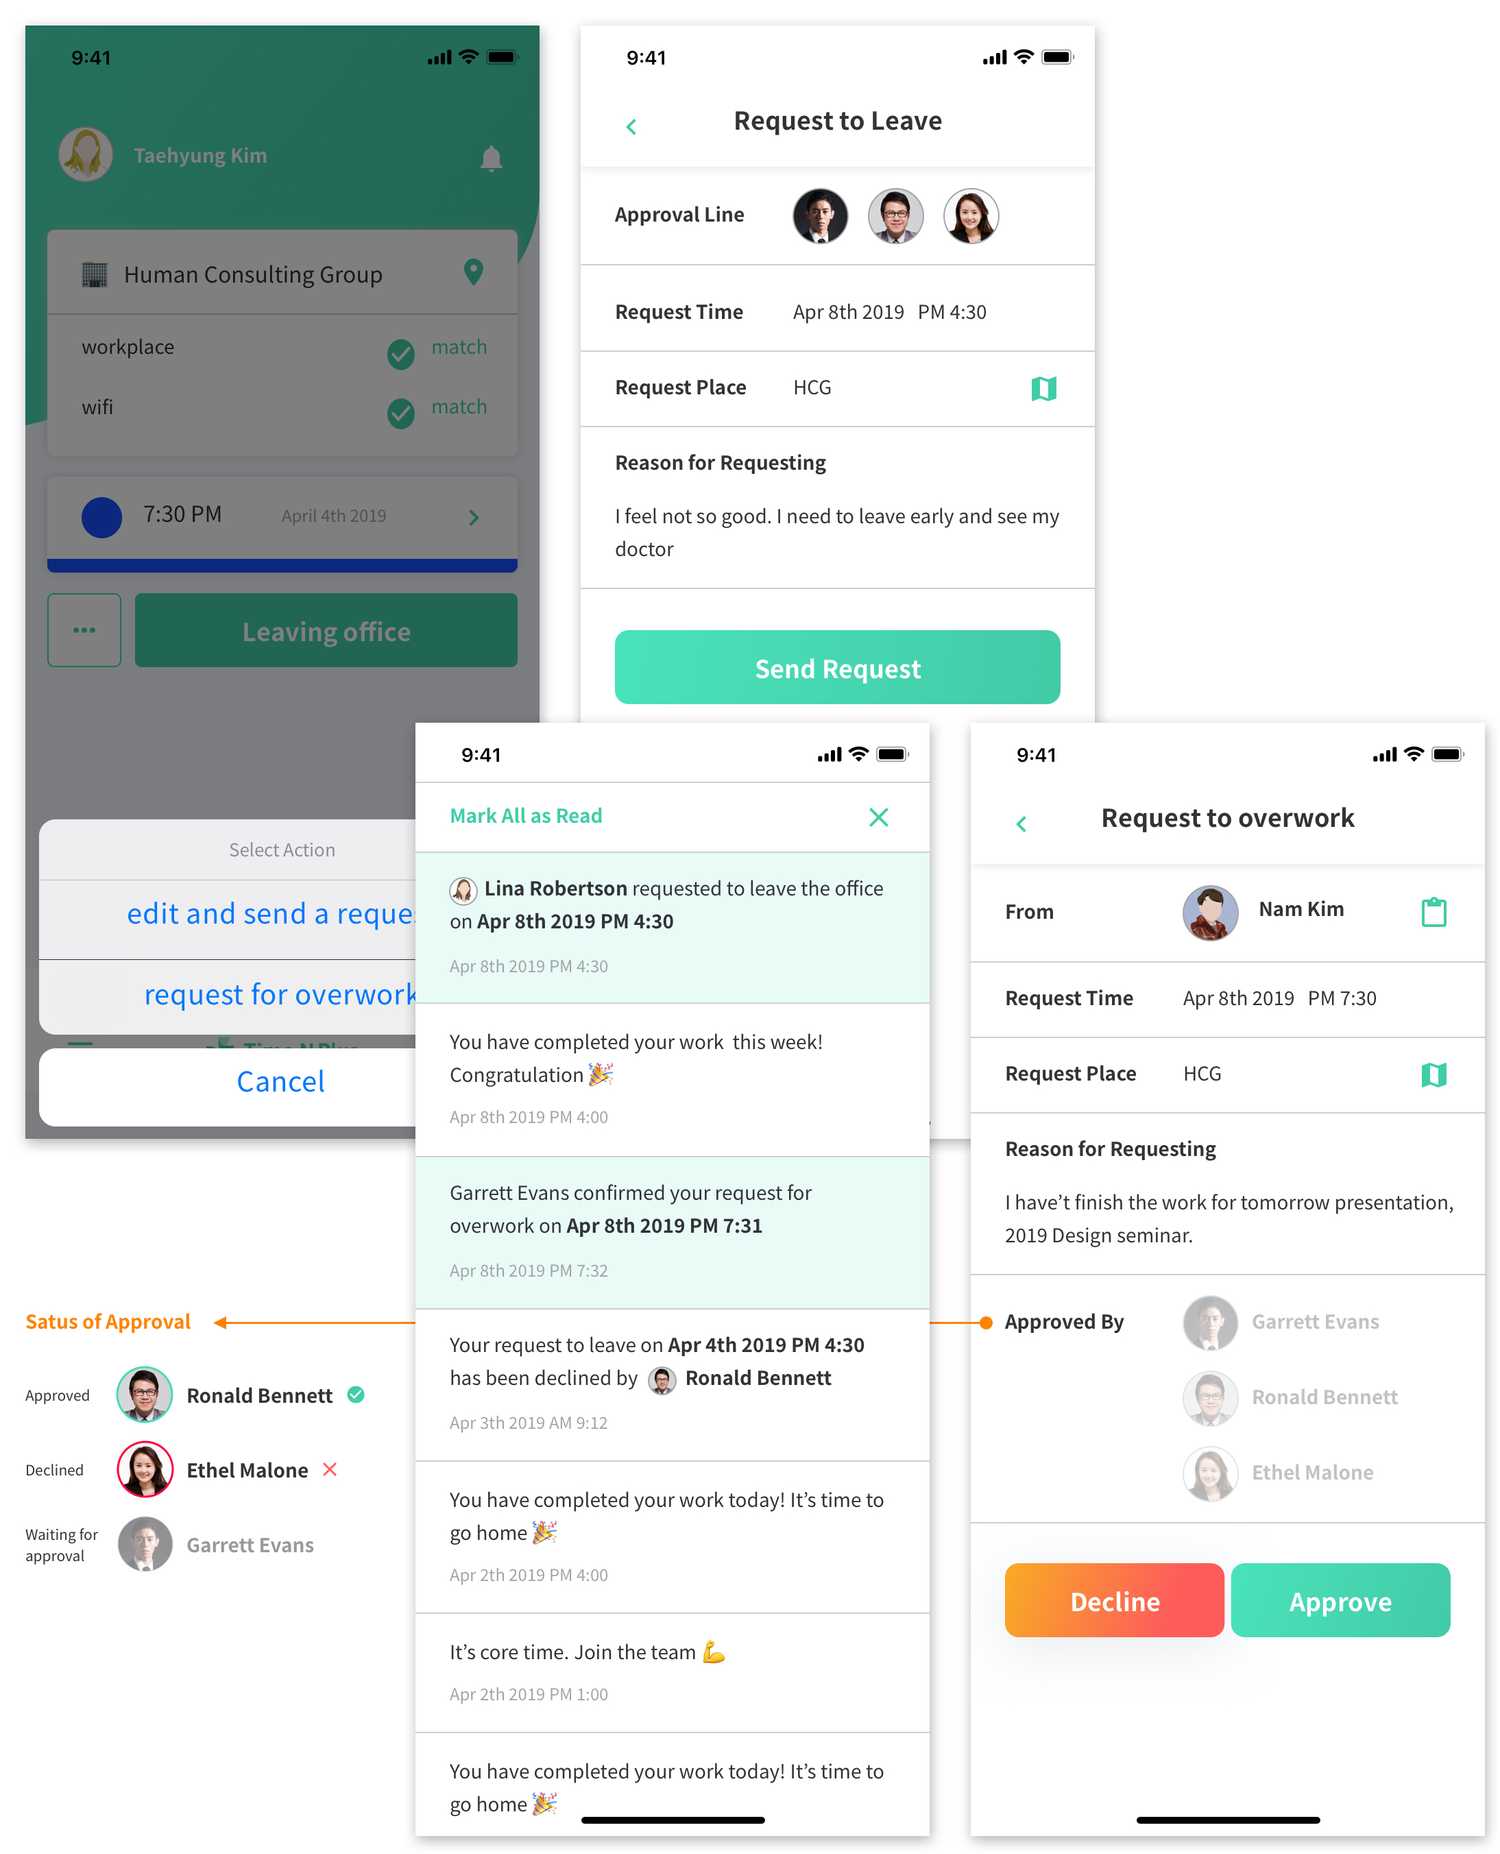 9:41
Taehyung Kim
Human Consulting Group
workplace
match
wifi
match
7:30 PM
April 4th 2019
Leaving office
Select Action
edit and send a reque
request for overwork
Cancel
9:41
Request to Leave
Approval Line
Request Time
Apr 8th 2019 PM 4:30
Request Place
HCG
Reason for Requesting
I feel not so good. I need to leave early and see my
doctor
Send Request
9:41
Mark All as Read
Lina Robertson requested to leave the office
on Apr 8th 2019 PM 4:30
Apr 8th 2019 PM 4:30
You have completed your work this week!
Congratulation 🎉
Apr 8th 2019 PM 4:00
Garrett Evans confirmed your request for
overwork on Apr 8th 2019 PM 7:31
Apr 8th 2019 PM 7:32
Your request to leave on Apr 4th 2019 PM 4:30
has been declined by Ronald Bennett
Apr 3th 2019 AM 9:12
You have completed your work today! It's time to
go home 🎉
Apr 2th 2019 PM 4:00
It's core time. Join the team 💪
Apr 2th 2019 PM 1:00
You have completed your work today! It's time to
go home 🎉
9:41
Request to overwork
From
Nam Kim
Request Time
Apr 8th 2019 PM 7:30
Request Place
HCG
Reason for Requesting
I have't finish the work for tomorrow presentation,
2019 Design seminar.
Approved By
Garrett Evans
Ronald Bennett
Ethel Malone
Decline
Approve
Satus of Approval
Approved
Ronald Bennett
Declined
Ethel Malone
Waiting for
approval
Garrett Evans